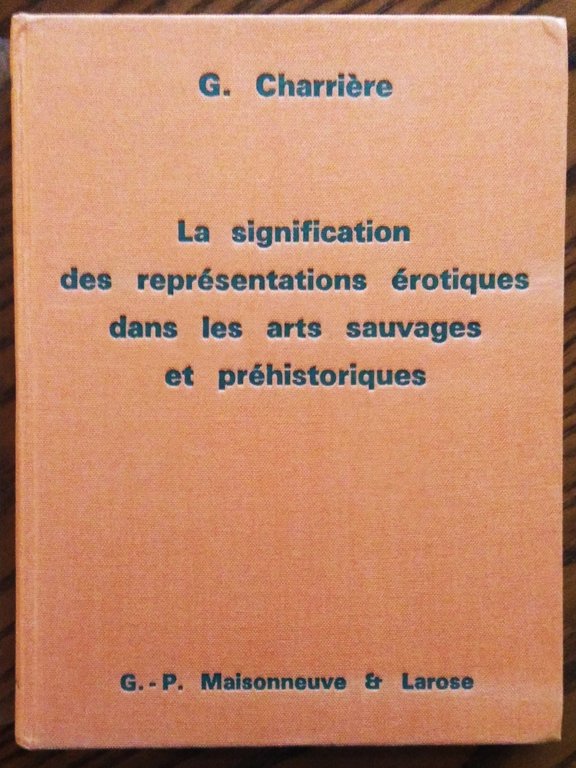 G. Charrière
La signification
des représentations érotiques
dans les arts sauvages
et préhistoriques
G.-P. Maisonneuve & Larose